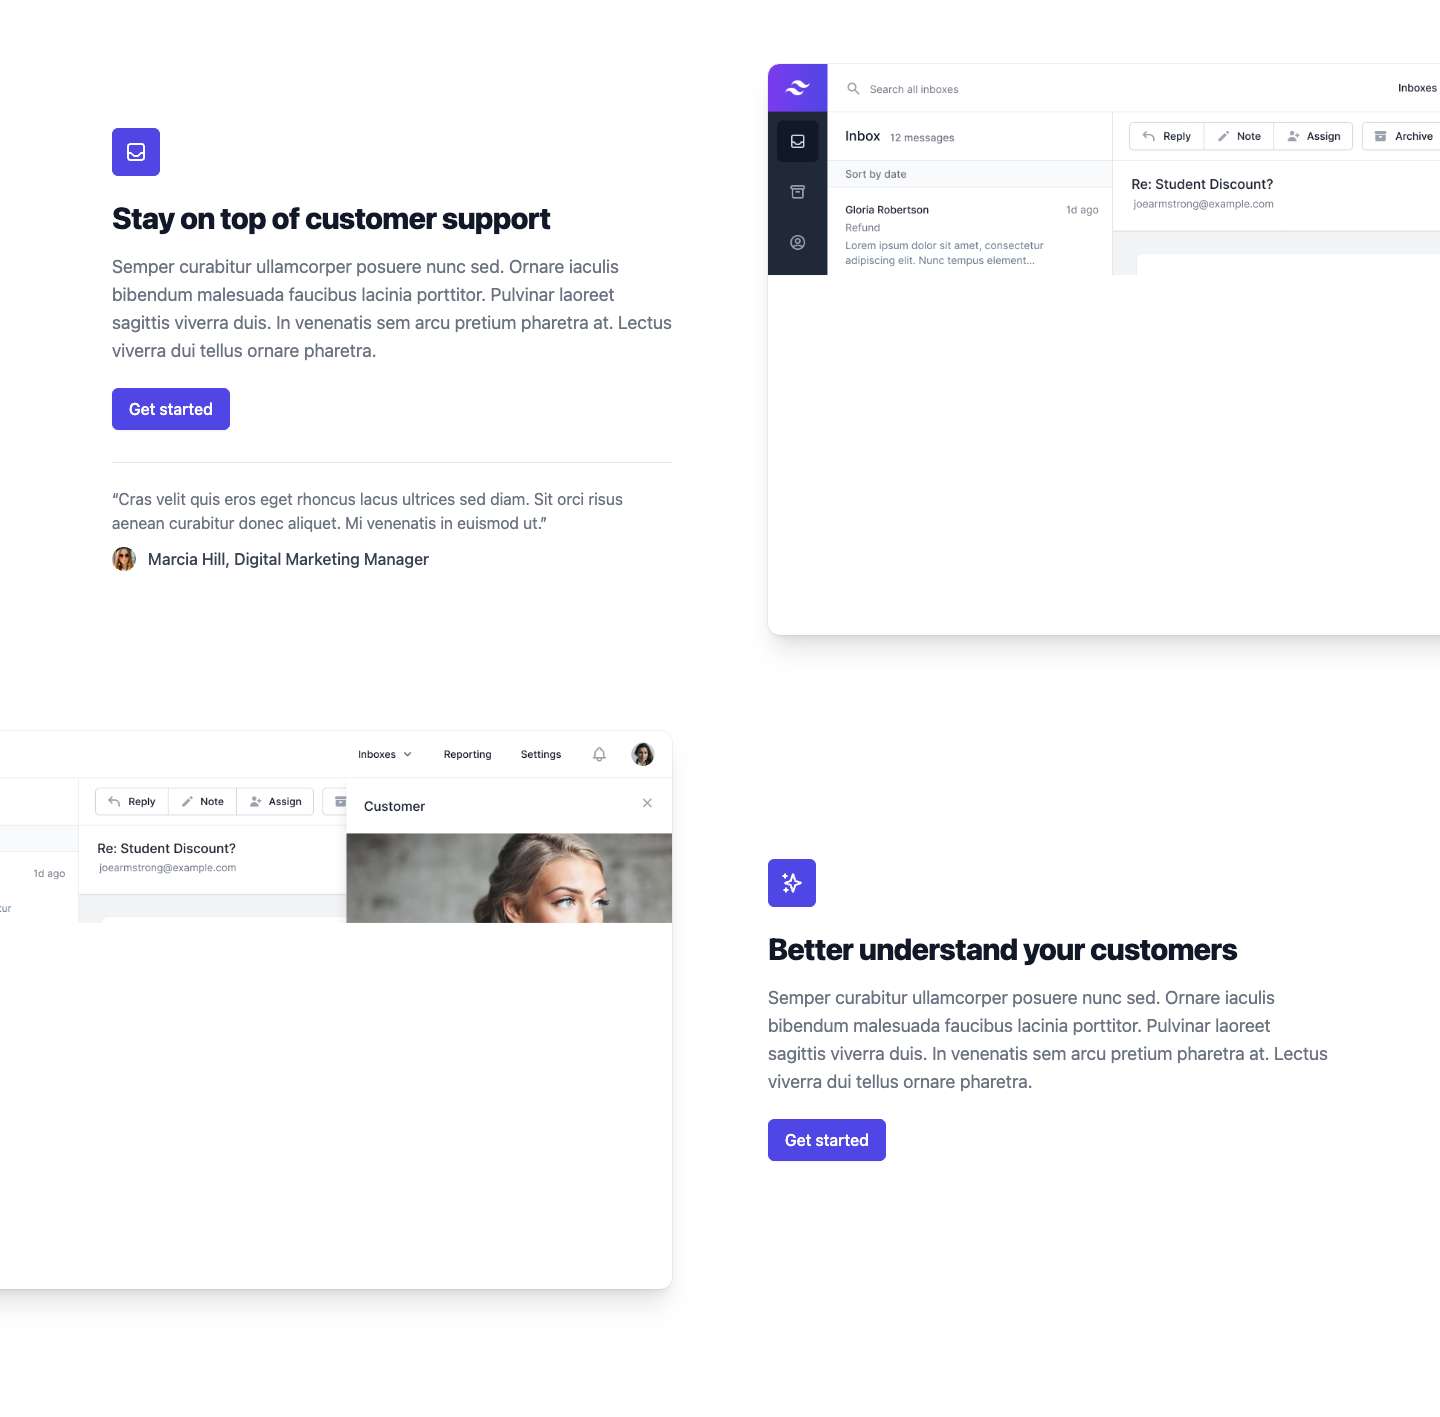 Stay on top of customer support
Semper curabitur ullamcorper posuere nunc sed. Ornare iaculis
bibendum malesuada faucibus lacinia porttitor. Pulvinar laoreet
sagittis viverra duis. In venenatis sem arcu pretium pharetra at. Lectus
viverra dui tellus ornare pharetra.
Get started
“Cras velit quis eros eget rhoncus lacus ultrices sed diam. Sit orci risus
aenean curabitur donec aliquet. Mi venenatis in euismod ut.”
Marcia Hill, Digital Marketing Manager
Search all inboxes
Inboxes
Inbox 12 messages
Reply Note Assign Archive
Sort by date
Re: Student Discount?
joearmstrong@example.com
Gloria Robertson 1d ago
Refund
Lorem ipsum dolor sit amet, consectetur
adipiscing elit. Nunc tempus element...
Inboxes Reporting Settings
Reply Note Assign
Customer
Re: Student Discount?
joearmstrong@example.com
1d ago
Better understand your customers
Semper curabitur ullamcorper posuere nunc sed. Ornare iaculis
bibendum malesuada faucibus lacinia porttitor. Pulvinar laoreet
sagittis viverra duis. In venenatis sem arcu pretium pharetra at. Lectus
viverra dui tellus ornare pharetra.
Get started